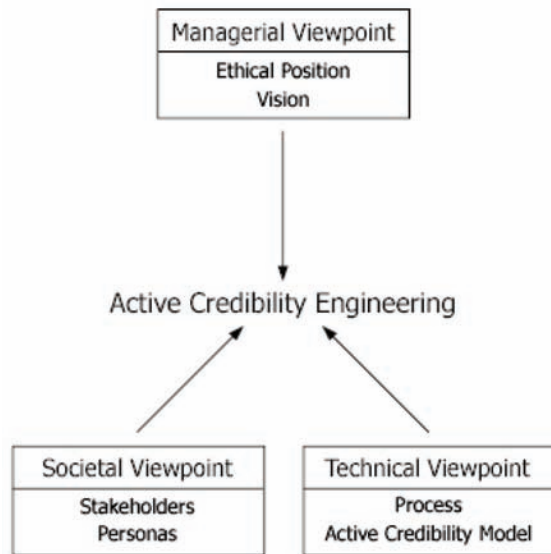 Managerial Viewpoint
Ethical Position
Vision
Active Credibility Engineering
Societal Viewpoint
Stakeholders
Personas
Technical Viewpoint
Process
Active Credibility Model